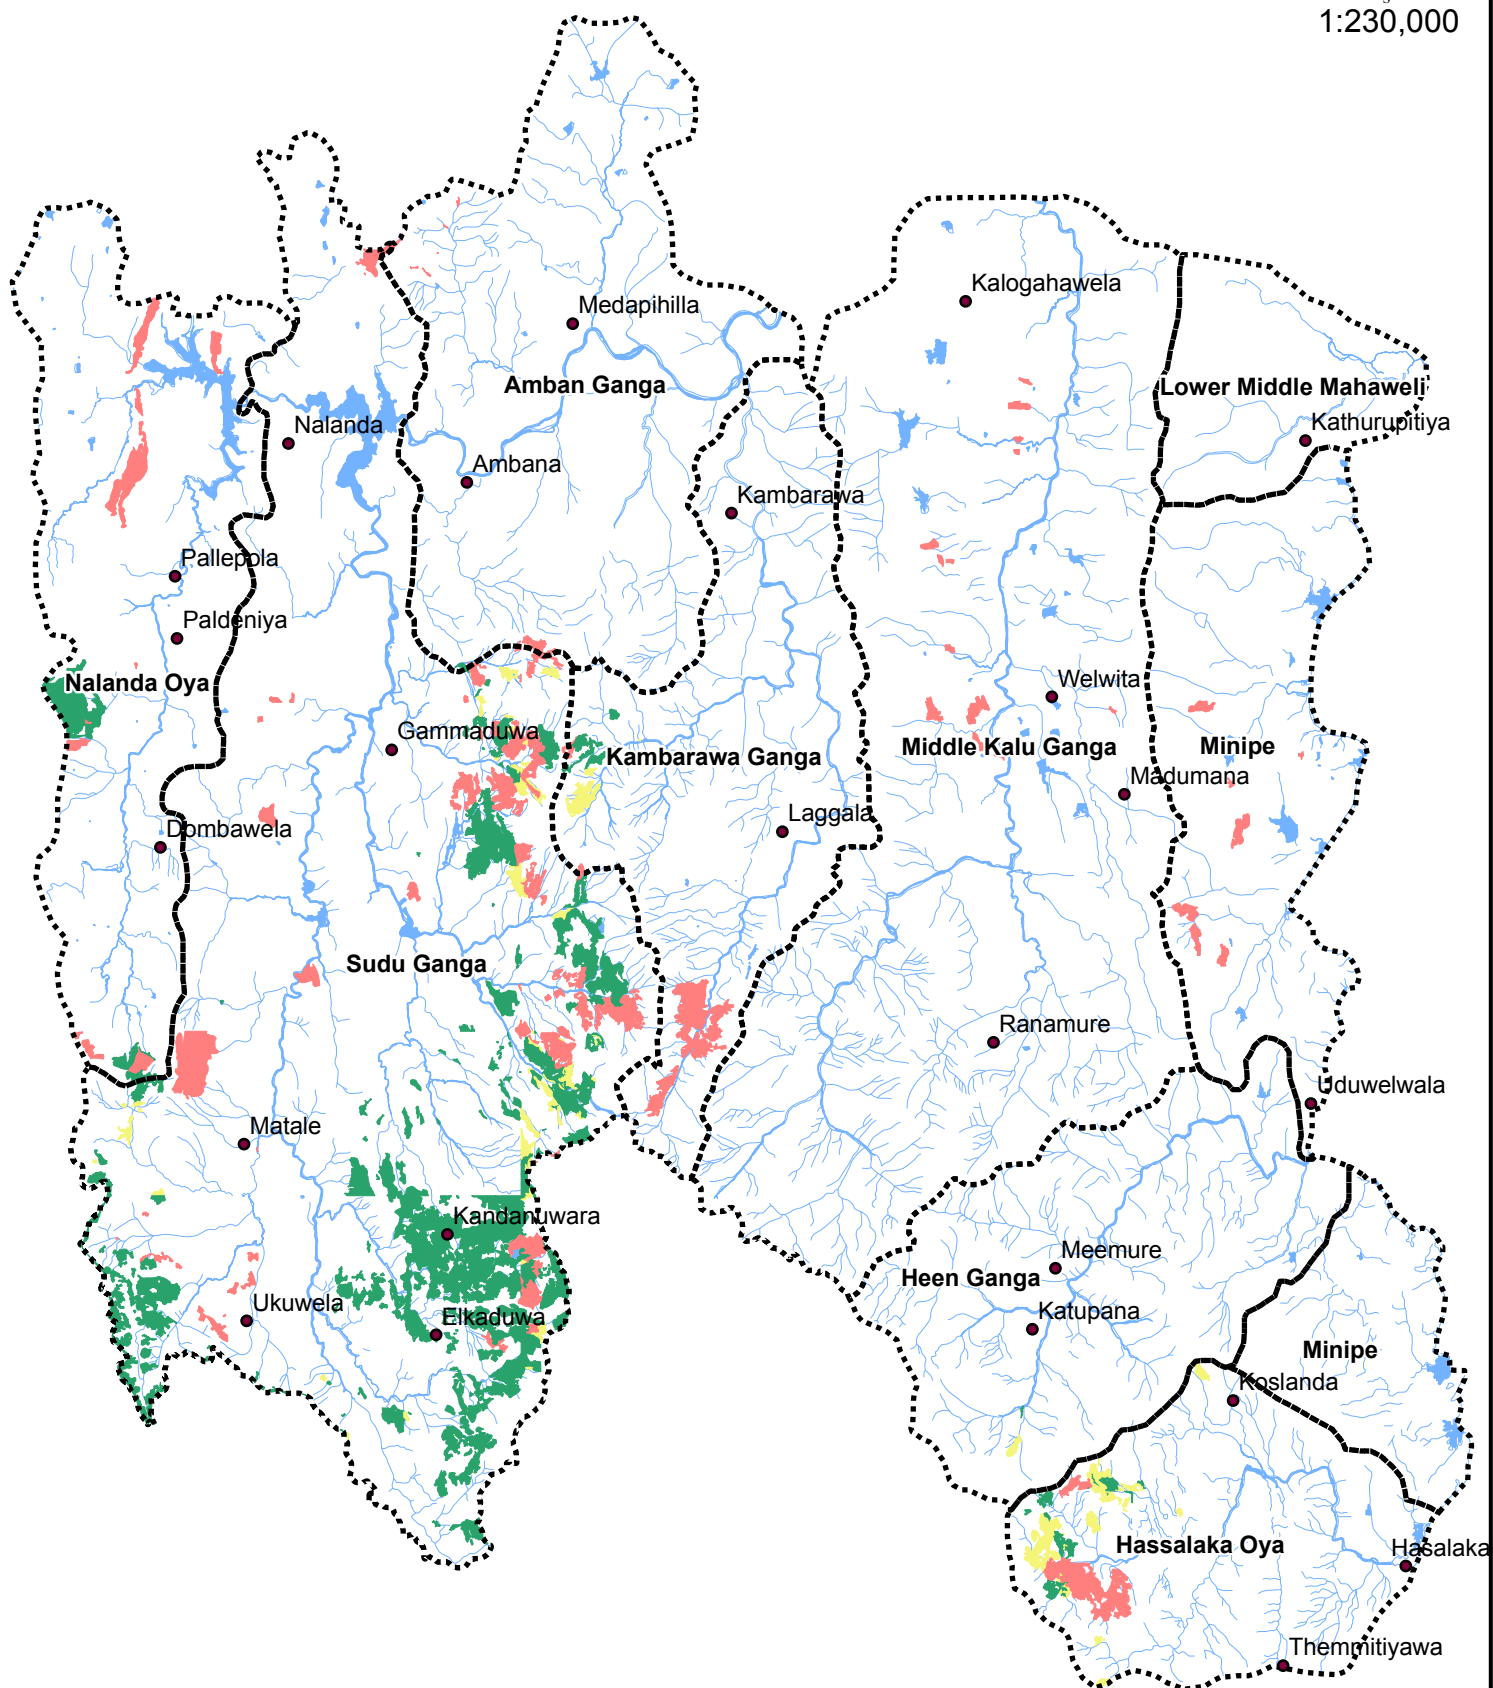 1:230,000
Kalogahawela
Medapihilla
Amban Ganga
Lower Middle Mahaweli
Kathurupitiya
Nalanda
Ambana
Kambarawa
Pallepola
Paldeniya
Nalanda Oya
Welwita
Gammaduwa
Kambarawa Ganga
Middle Kalu Ganga
Minipe
Madumana
Laggala
Dombawela
Sudu Ganga
Ranamure
Uduwelwala
Matale
Kandanuwara
Meemure
Heen Ganga
Ukuwela
Elkaduwa
Katupana
Minipe
Koslanda
Hassalaka Oya
Hasalaka
Themmitiyawa